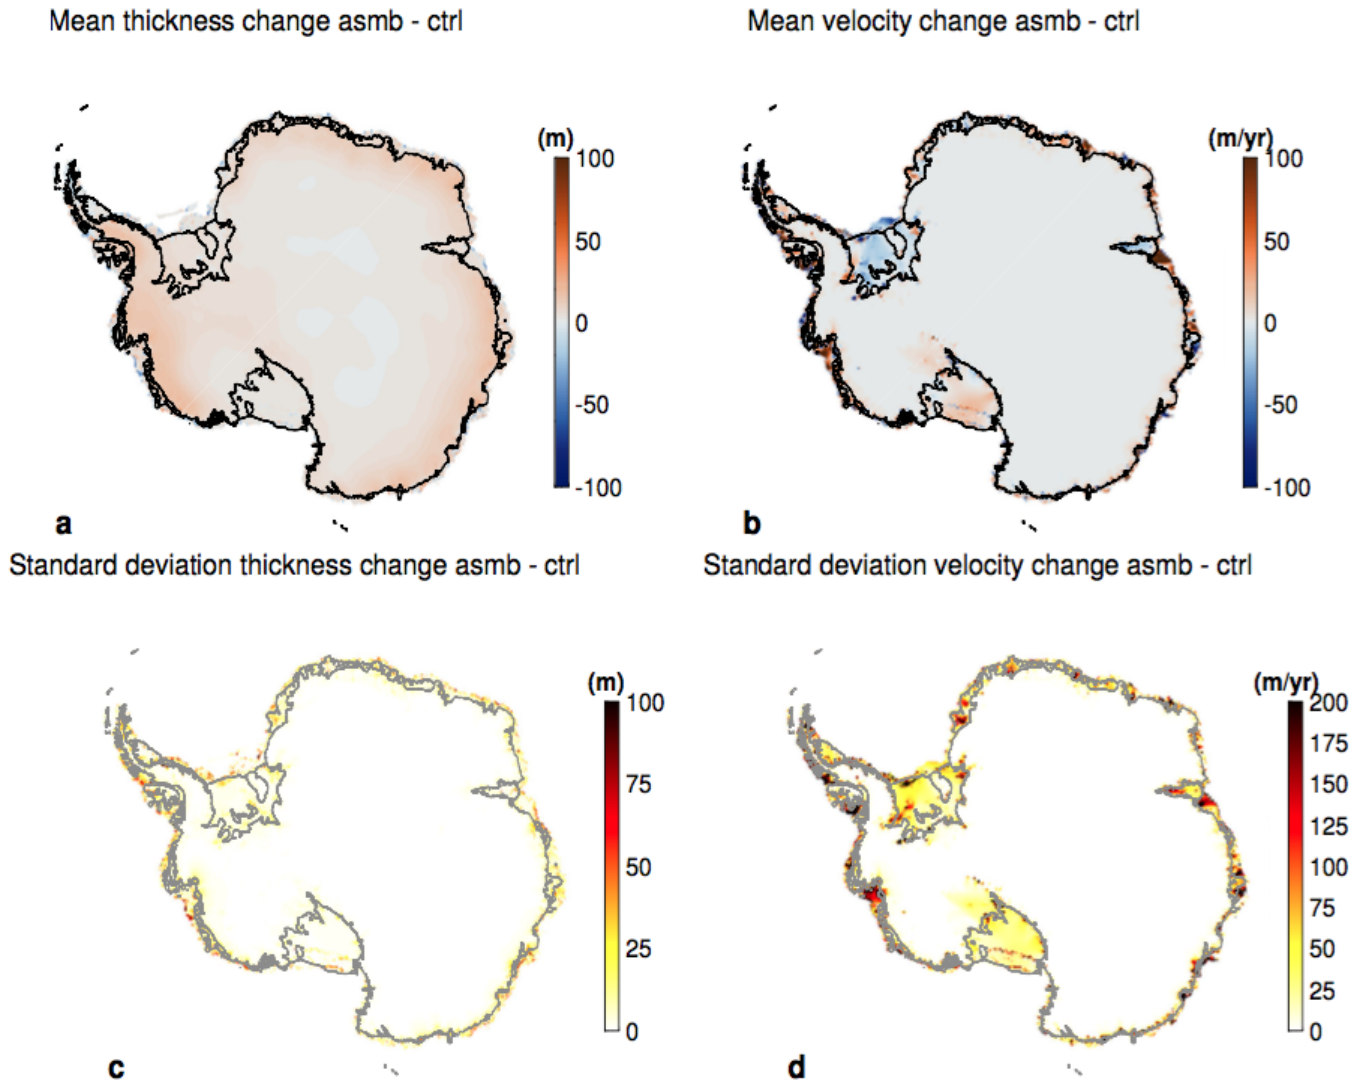 Mean thickness change asmb - ctrl
Mean velocity change asmb - ctrl
(m)
100
50
0
-50
-100
(m/yr)
100
50
0
-50
-100
a
b
Standard deviation thickness change asmb - ctrl
Standard deviation velocity change asmb - ctrl
(m)
100
75
50
25
0
(m/yr)
200
175
150
125
100
75
50
25
0
c
d